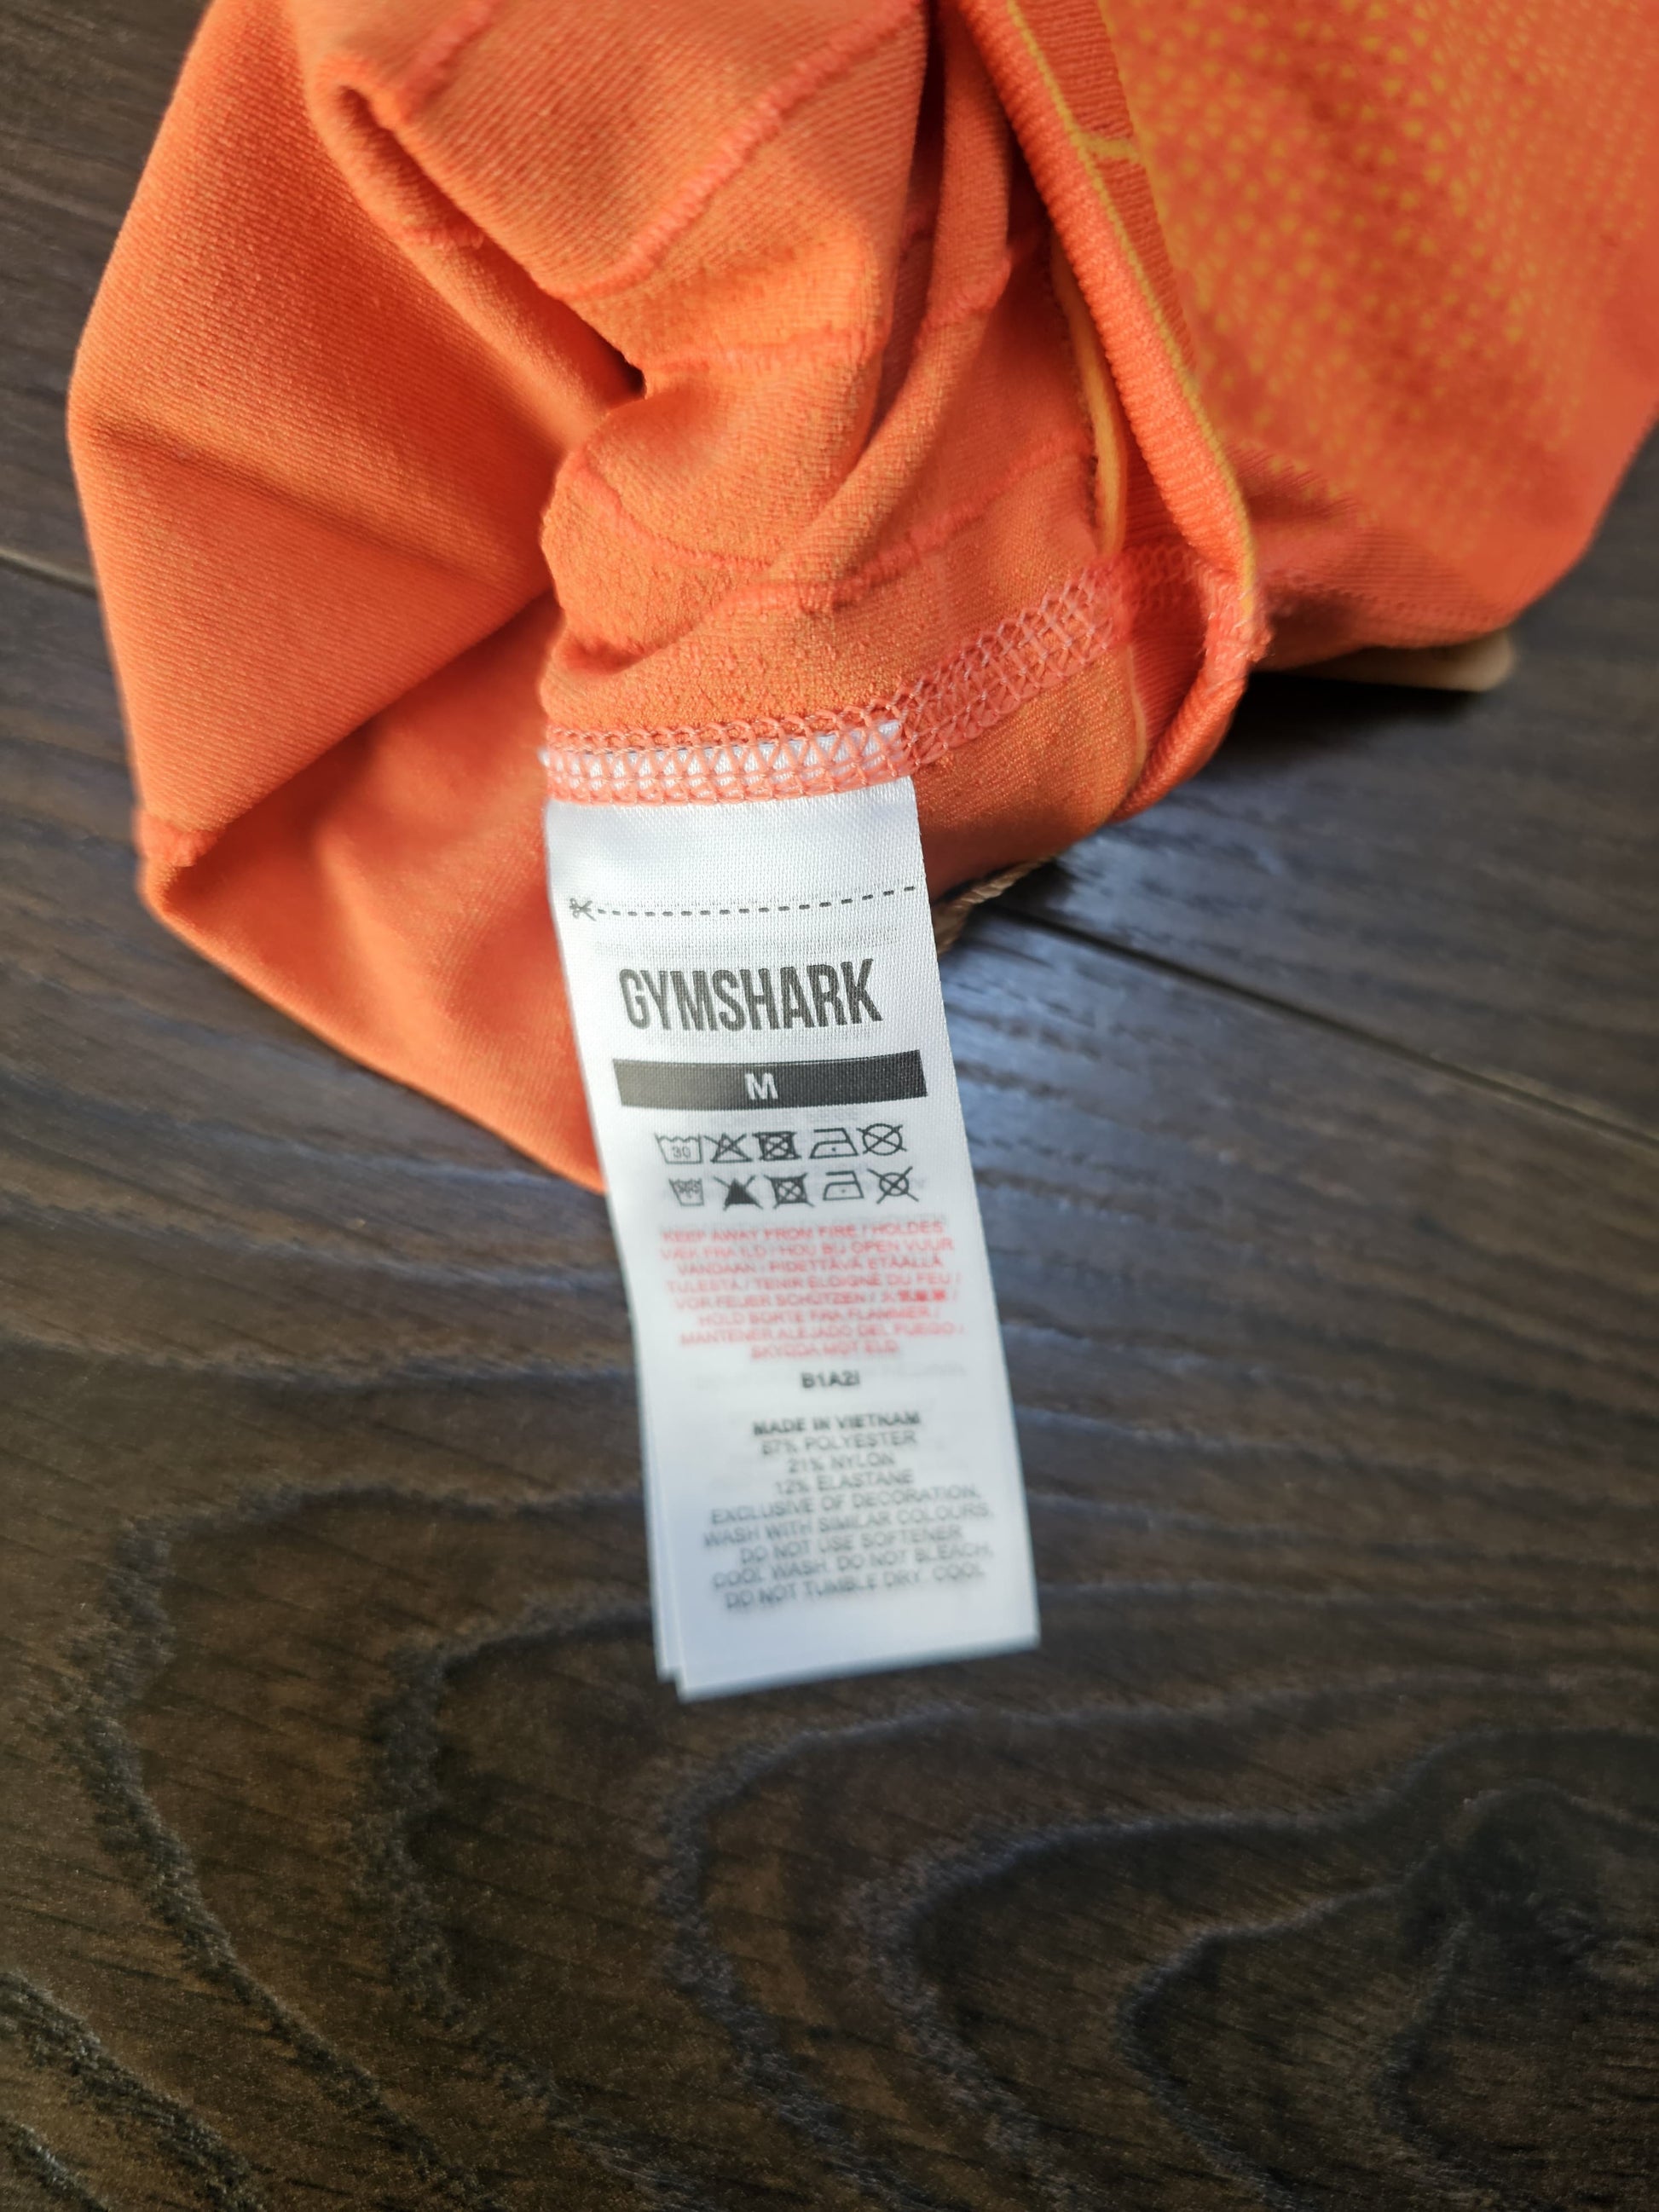 GYMSHARK
M
30
KEEP AWAY FROM FIRE / HOLDES
VÆK FRA ILD / HOU BIJ OPEN VUUR
VANDAAN / PIDETTÄVÄ ETÄÄLLÄ
TULESTA / TENIR ÉLOIGNÉ DU FEU /
VOR FEUER SCHÜTZEN /
HOLD BORTE FRA FLAMMER /
MANTENER ALEJADO DEL FUEGO /
SKYDDA MOT ELD.
B1A2I
MADE IN VIETNAM
67% POLYESTER
21% NYLON
12% ELASTANE
EXCLUSIVE OF DECORATION.
WASH WITH SIMILAR COLOURS.
DO NOT USE SOFTENER
COOL WASH. DO NOT BLEACH.
DO NOT TUMBLE DRY. COOL